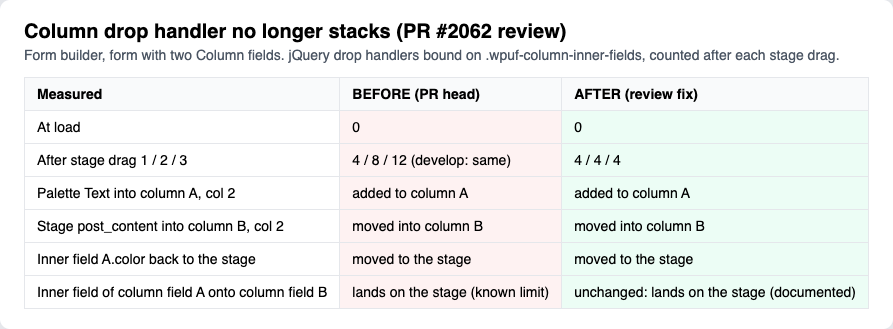 Column drop handler no longer stacks (PR #2062 review)
Form builder, form with two Column fields. jQuery drop handlers bound on .wpuf-column-inner-fields, counted after each stage drag.
Measured BEFORE (PR head) AFTER (review fix)
At load 0 0
After stage drag 1 / 2 / 3 4 / 8 / 12 (develop: same) 4 / 4 / 4
Palette Text into column A, col 2 added to column A added to column A
Stage post_content into column B, col 2 moved into column B moved into column B
Inner field A.color back to the stage moved to the stage moved to the stage
Inner field of column field A onto column field B lands on the stage (known limit) unchanged: lands on the stage (documented)